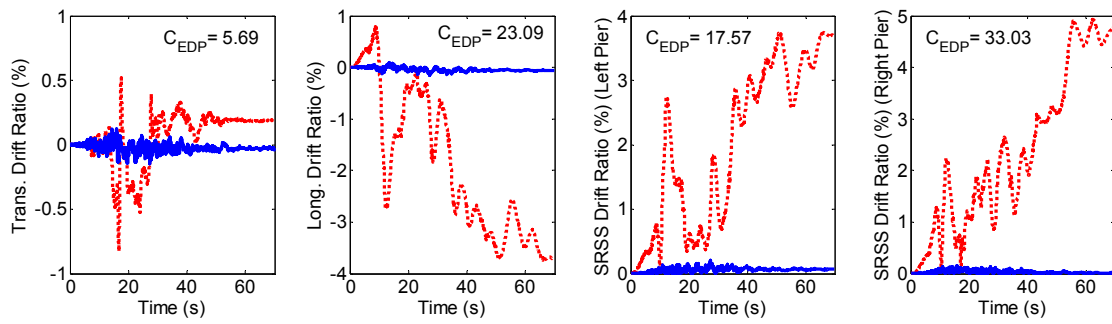 Trans. Drift Ratio (%)
1
0.5
0
-0.5
-1
C_EDP= 5.69
0 20 40 60
Time (s)
Long. Drift Ratio (%)
1
0
-1
-2
-3
-4
C_EDP= 23.09
0 20 40 60
Time (s)
SRSS Drift Ratio (%) (Left Pier)
4
3
2
1
0
C_EDP= 17.57
0 20 40 60
Time (s)
SRSS Drift Ratio (%) (Right Pier)
5
4
3
2
1
0
C_EDP= 33.03
0 20 40 60
Time (s)